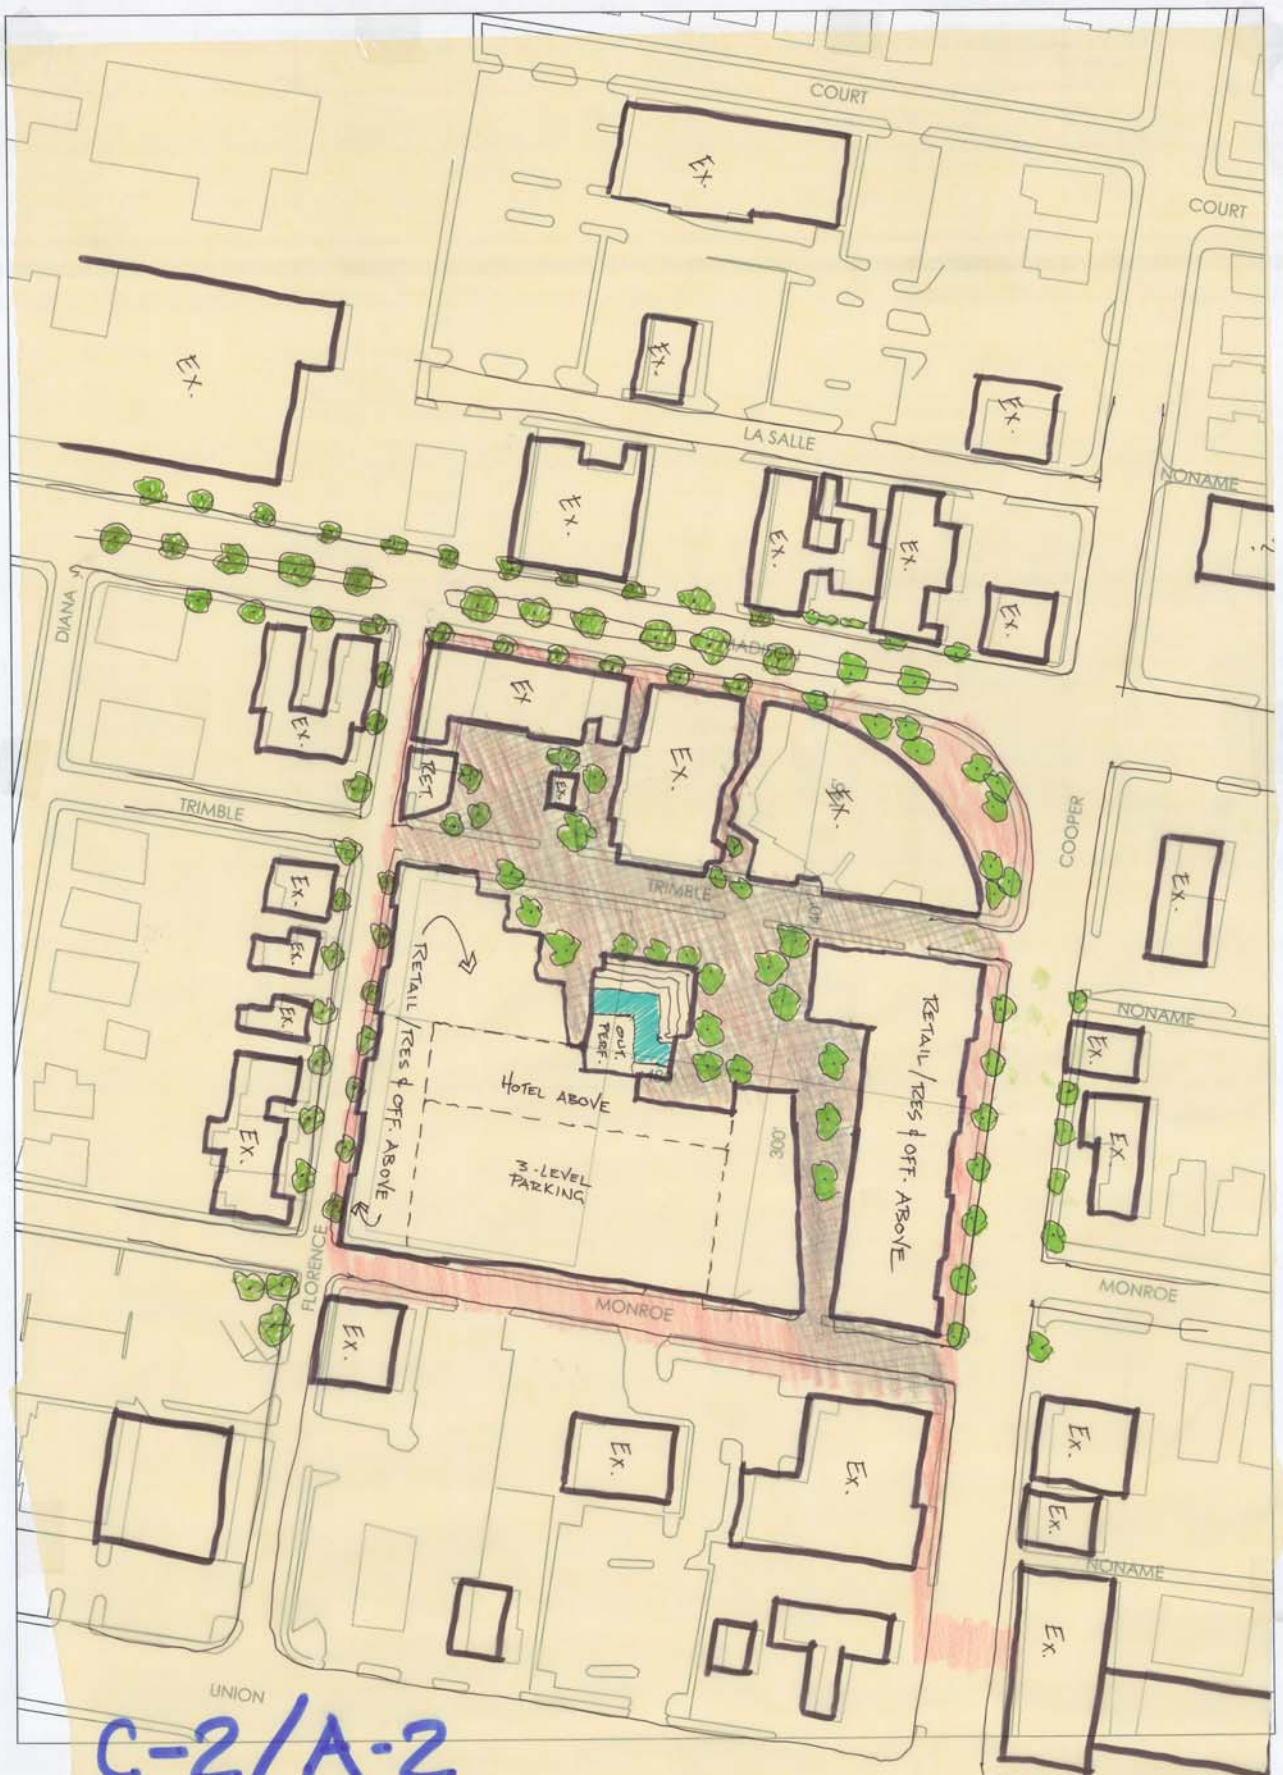 COURT
Ex.
COURT
Ex.
Ex.
Ex.
LA SALLE
NONAME
Ex.
Ex.
Ex.
Ex.
?
DIANA
MADISON
Ex.
Ex
Ex.
Ex.
RET.
Ex.
TRIMBLE
COOPER
Ex.
Ex.
TRIMBLE
40'
Ex.
NONAME
Ex.
RETAIL / RES & OFF. ABOVE
OUT.
PERF.
RETAIL / RES & OFF. ABOVE
Ex.
HOTEL ABOVE
Ex.
Ex.
300'
3-LEVEL
PARKING
FLORENCE
MONROE
MONROE
Ex.
Ex.
Ex.
Ex.
Ex.
NONAME
Ex.
UNION
C-2/A-2